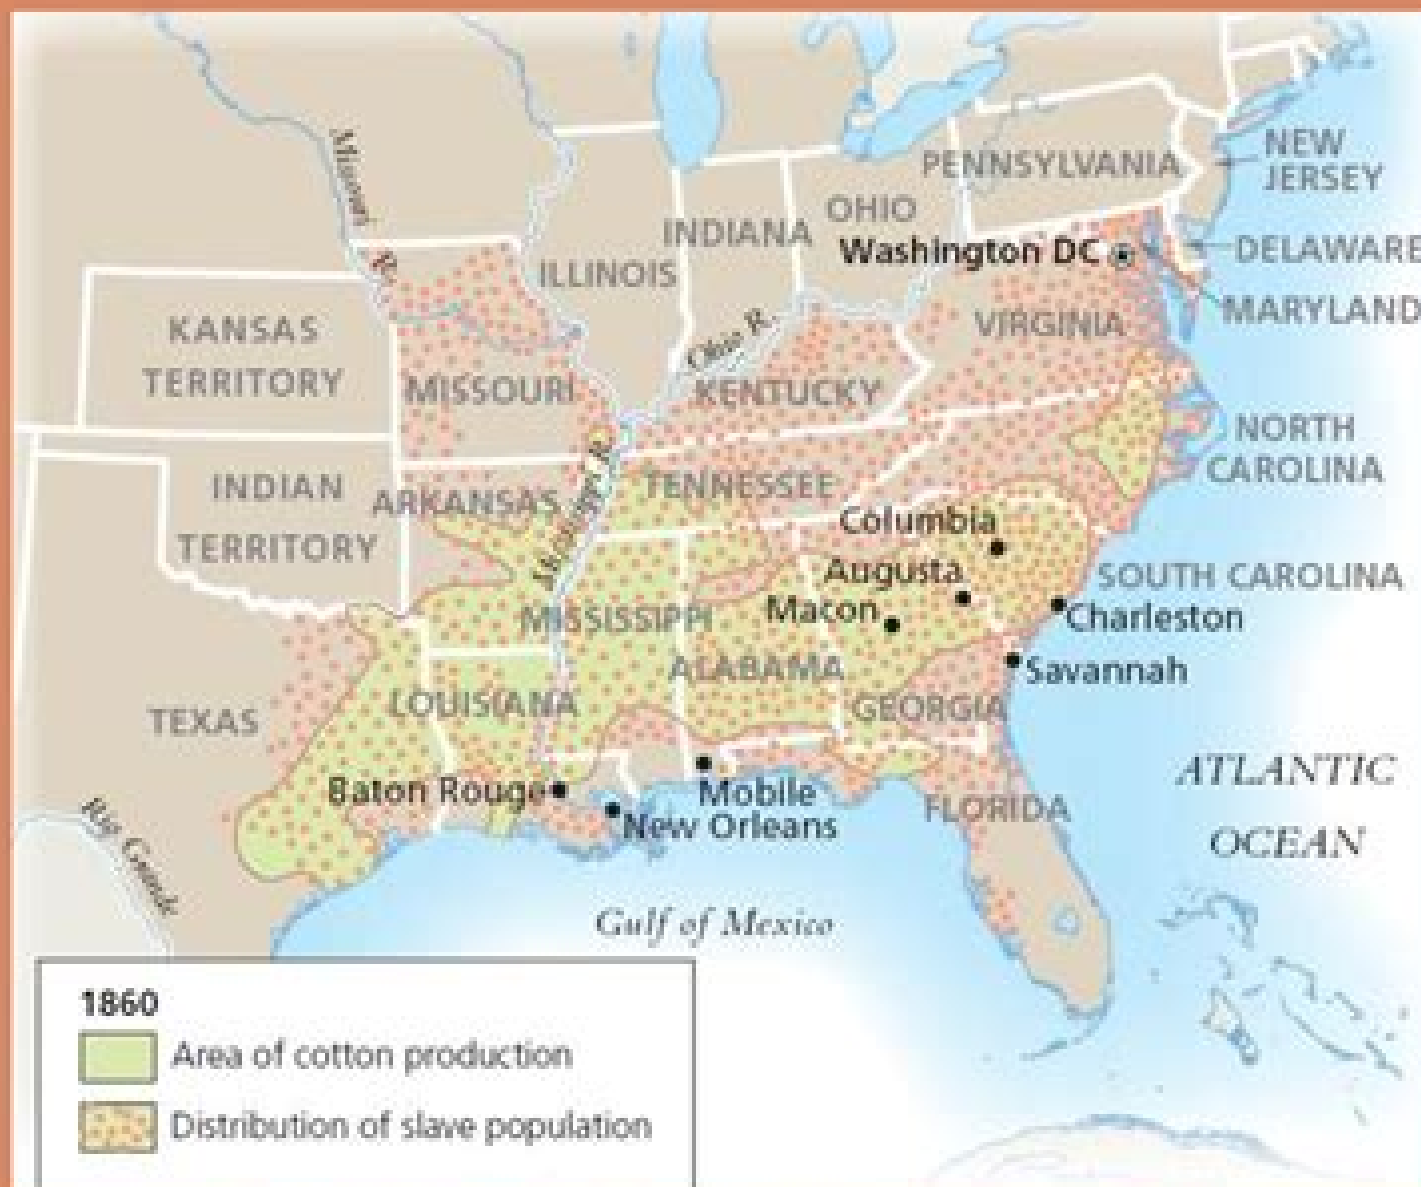 Missouri R.
PENNSYLVANIA
NEW
JERSEY
OHIO
INDIANA
Washington DC
DELAWARE
ILLINOIS
MARYLAND
KANSAS
TERRITORY
VIRGINIA
Ohio R.
MISSOURI
KENTUCKY
NORTH
CAROLINA
INDIAN
TERRITORY
ARKANSAS
Mississippi R.
TENNESSEE
Columbia
Augusta
SOUTH CAROLINA
Macon
Charleston
MISSISSIPPI
ALABAMA
Savannah
LOUISIANA
GEORGIA
TEXAS
ATLANTIC
OCEAN
Baton Rouge
Mobile
New Orleans
FLORIDA
Rio Grande
Gulf of Mexico
1860
Area of cotton production
Distribution of slave population